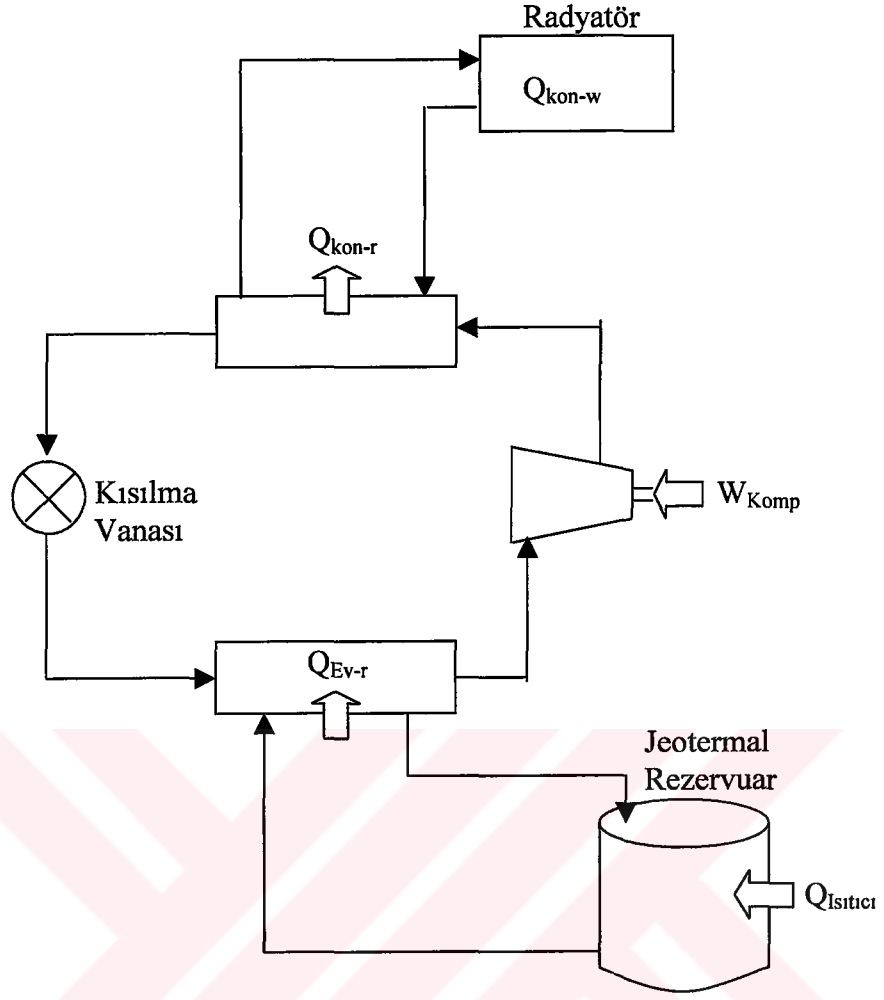 Radyatör
Qkon-w
Qkon-r
Kısılma
Vanası
WKomp
QEv-r
Jeotermal
Rezervuar
QIsıtıcı